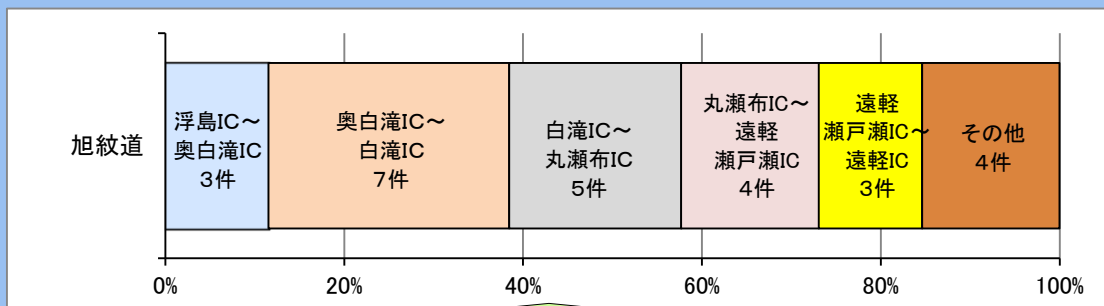 旭紋道
浮島IC～
奥白滝IC
３件
奥白滝IC～
白滝IC
７件
白滝IC～
丸瀬布IC
５件
丸瀬布IC～
遠軽
瀬戸瀬IC
４件
遠軽
瀬戸瀬IC～
遠軽IC
３件
その他
４件
0% 20% 40% 60% 80% 100%